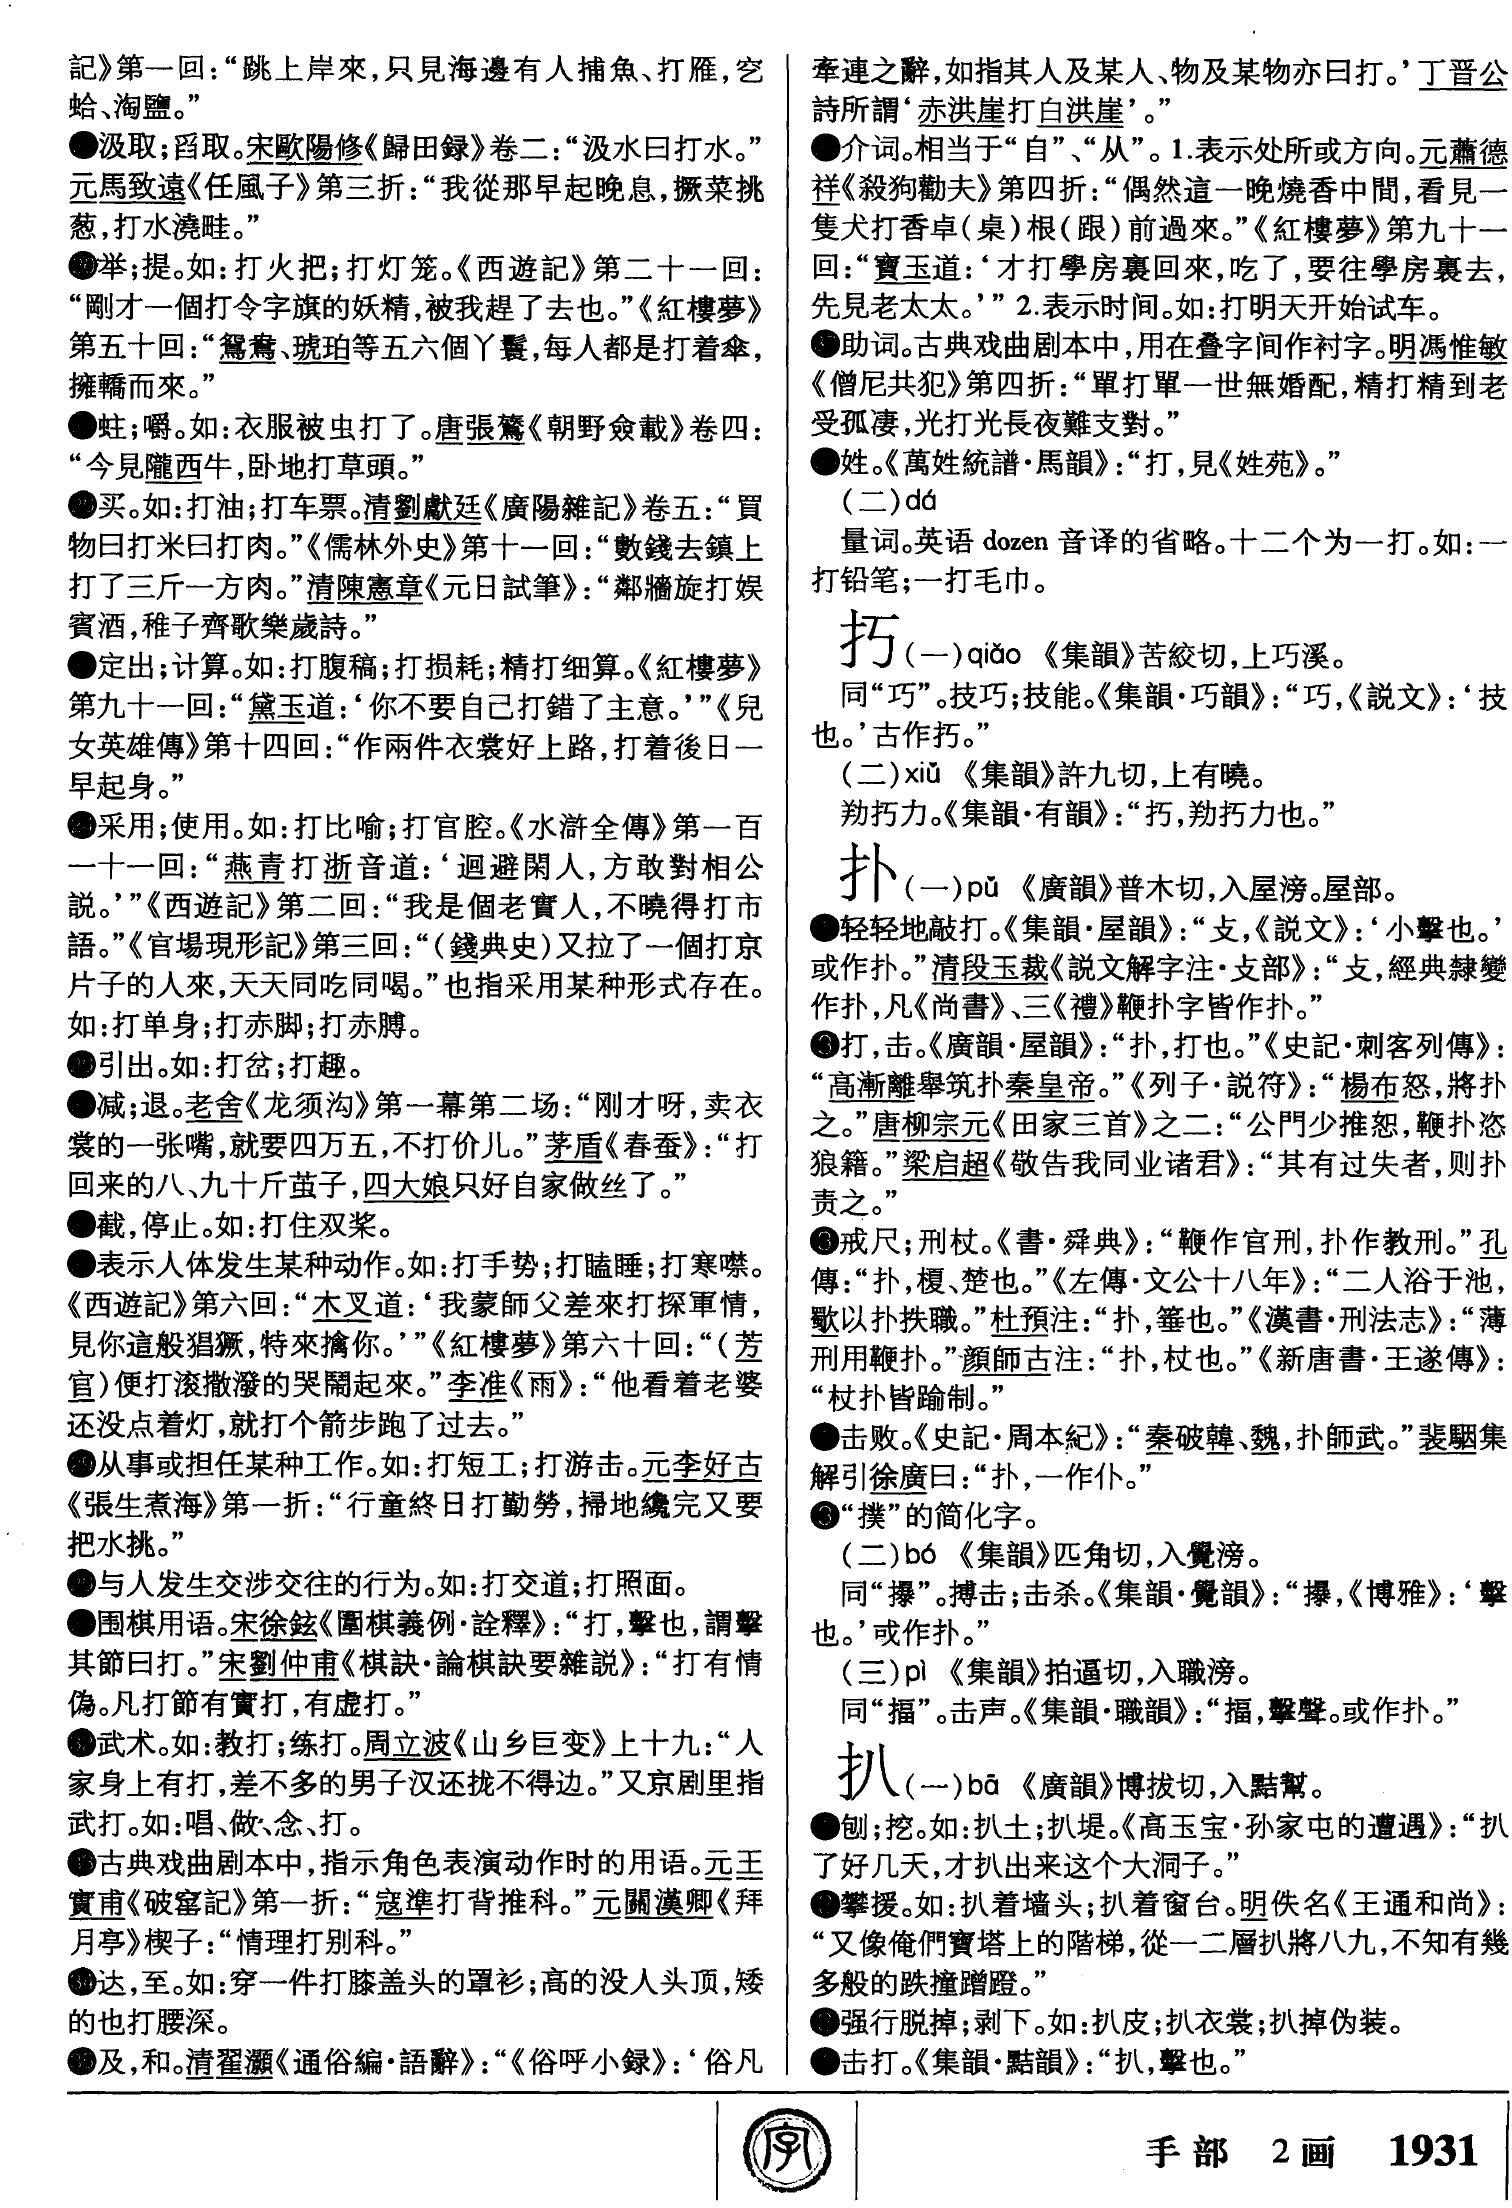 記》第一回：“跳上岸來，只見海邊有人捕魚、打雁，穵
蛤、淘鹽。”
●汲取；舀取。宋歐陽修《歸田録》卷二：“汲水曰打水。”
元馬致遠《任風子》第三折：“我從那早起晚息，撅菜挑
葱，打水澆畦。”
●举；提。如：打火把；打灯笼。《西遊記》第二十一回：
“剛才一個打令字旗的妖精，被我趕了去也。”《紅樓夢》
第五十回：“鴛鴦、琥珀等五六個丫鬟，每人都是打着傘，
擁轎而來。”
●蛀；嚼。如：衣服被虫打了。唐張鷟《朝野僉載》卷四：
“今見隴西牛，卧地打草頭。”
●买。如：打油；打车票。清劉獻廷《廣陽雜記》卷五：“買
物曰打米曰打肉。”《儒林外史》第十一回：“數錢去鎮上
打了三斤一方肉。”清陳憲章《元日試筆》：“鄰牆旋打娱
賓酒，稚子齊歌樂歲詩。”
●定出；计算。如：打腹稿；打损耗；精打细算。《紅樓夢》
第九十一回：“黛玉道：‘你不要自己打錯了主意。’”《兒
女英雄傳》第十四回：“作兩件衣裳好上路，打着後日一
早起身。”
●采用；使用。如：打比喻；打官腔。《水滸全傳》第一百
一十一回：“燕青打浙音道：‘迴避閑人，方敢對相公
説。’”《西遊記》第二回：“我是個老實人，不曉得打市
語。”《官場現形記》第三回：“（錢典史）又拉了一個打京
片子的人來，天天同吃同喝。”也指采用某种形式存在。
如：打单身；打赤脚；打赤膊。
●引出。如：打岔；打趣。
●减；退。老舍《龙须沟》第一幕第二场：“刚才呀，卖衣
裳的一张嘴，就要四万五，不打价儿。”茅盾《春蚕》：“打
回来的八、九十斤茧子，四大娘只好自家做丝了。”
●截，停止。如：打住双桨。
●表示人体发生某种动作。如：打手势；打瞌睡；打寒噤。
《西遊記》第六回：“木叉道：‘我蒙師父差來打探軍情，
見你這般猖獗，特來擒你。’”《紅樓夢》第六十回：“（芳
官）便打滚撒潑的哭鬧起來。”李准《雨》：“他看着老婆
还没点着灯，就打个箭步跑了过去。”
●从事或担任某种工作。如：打短工；打游击。元李好古
《張生煮海》第一折：“行童終日打勤勞，掃地纔完又要
把水挑。”
●与人发生交涉交往的行为。如：打交道；打照面。
●围棋用语。宋徐鉉《圍棋義例·詮釋》：“打，擊也，謂擊
其節曰打。”宋劉仲甫《棋訣·論棋訣要雜説》：“打有情
僞。凡打節有實打，有虚打。”
●武术。如：教打；练打。周立波《山乡巨变》上十九：“人
家身上有打，差不多的男子汉还拢不得边。”又京剧里指
武打。如：唱、做、念、打。
●古典戏曲剧本中，指示角色表演动作时的用语。元王
實甫《破窰記》第一折：“寇準打背推科。”元關漢卿《拜
月亭》楔子：“情理打别科。”
●达，至。如：穿一件打膝盖头的罩衫；高的没人头顶，矮
的也打腰深。
●及，和。清翟灝《通俗編·語辭》：“《俗呼小録》：‘俗凡
牽連之辭，如指其人及某人、物及某物亦曰打。’丁晋公
詩所謂‘赤洪崖打白洪崖’。”
●介词。相当于“自”、“从”。1.表示处所或方向。元蕭德
祥《殺狗勸夫》第四折：“偶然這一晚燒香中間，看見一
隻犬打香卓（桌）根（跟）前過來。”《紅樓夢》第九十一
回：“寶玉道：‘才打學房裏回來，吃了，要往學房裏去，
先見老太太。’”2.表示时间。如：打明天开始试车。
●助词。古典戏曲剧本中，用在叠字间作衬字。明馮惟敏
《僧尼共犯》第四折：“單打單一世無婚配，精打精到老
受孤凄，光打光長夜難支對。”
●姓。《萬姓統譜·馬韻》：“打，見《姓苑》。”
（二）dá
量词。英语 dozen 音译的省略。十二个为一打。如：一
打铅笔；一打毛巾。
扝（一）qiǎo 《集韻》苦絞切，上巧溪。
同“巧”。技巧；技能。《集韻·巧韻》：“巧，《説文》：‘技
也。’古作㧄。”
（二）xiǔ 《集韻》許九切，上有曉。
㧄力。《集韻·有韻》：“㧄，㧄力也。”
扑（一）pū 《廣韻》普木切，入屋滂。屋部。
●轻轻地敲打。《集韻·屋韻》：“攴，《説文》：‘小擊也。’
或作扑。”清段玉裁《説文解字注·攴部》：“攴，經典隸變
作扑，凡《尚書》、三《禮》鞭扑字皆作扑。”
●打，击。《廣韻·屋韻》：“扑，打也。”《史記·刺客列傳》：
“高漸離舉筑扑秦皇帝。”《列子·説符》：“楊布怒，將扑
之。”唐柳宗元《田家三首》之二：“公門少推恕，鞭扑恣
狼籍。”梁启超《敬告我同业诸君》：“其有过失者，则扑
责之。”
●戒尺；刑杖。《書·舜典》：“鞭作官刑，扑作教刑。”孔
傳：“扑，榎、楚也。”《左傳·文公十八年》：“二人浴于池，
歜以扑抶職。”杜預注：“扑，箠也。”《漢書·刑法志》：“薄
刑用鞭扑。”顔師古注：“扑，杖也。”《新唐書·王遂傳》：
“杖扑皆踰制。”
●击败。《史記·周本紀》：“秦破韓、魏，扑師武。”裴駰集
解引徐廣曰：“扑，一作仆。”
●“撲”的简化字。
（二）bó 《集韻》匹角切，入覺滂。
同“㩧”。搏击；击杀。《集韻·覺韻》：“㩧，《博雅》：‘擊
也。’或作扑。”
（三）pì 《集韻》拍逼切，入職滂。
同“揊”。击声。《集韻·職韻》：“揊，擊聲。或作扑。”
扒（一）bā 《廣韻》博拔切，入黠幫。
●刨；挖。如：扒土；扒堤。《高玉宝·孙家屯的遭遇》：“扒
了好几天，才扒出来这个大洞子。”
●攀援。如：扒着墙头；扒着窗台。明佚名《王通和尚》：
“又像俺們寶塔上的階梯，從一二層扒將八九，不知有幾
多般的跌撞蹭蹬。”
●强行脱掉；剥下。如：扒皮；扒衣裳；扒掉伪装。
●击打。《集韻·黠韻》：“扒，擊也。”
字
手部 2画 1931